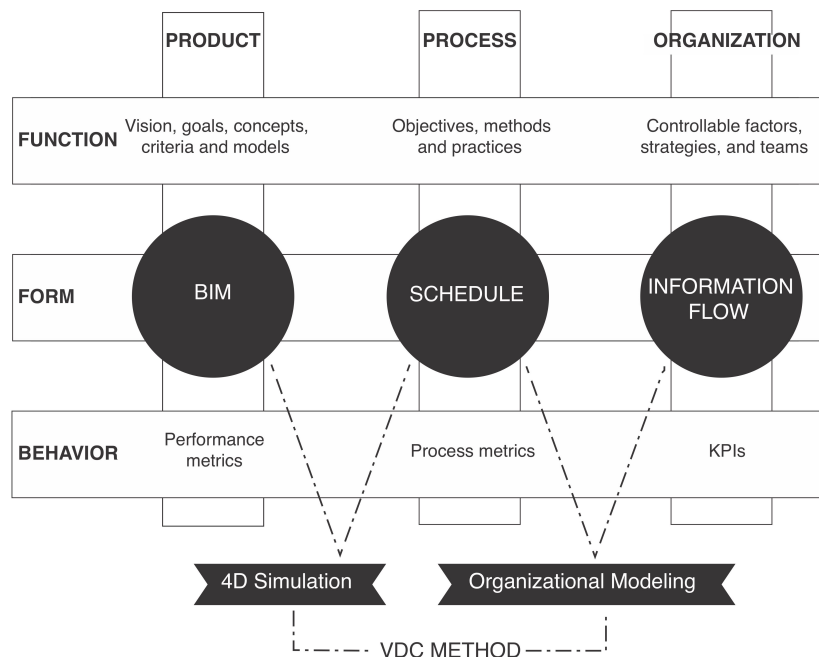 PRODUCT
PROCESS
ORGANIZATION
FUNCTION
Vision, goals, concepts,
criteria and models
Objectives, methods
and practices
Controllable factors,
strategies, and teams
FORM
BIM
SCHEDULE
INFORMATION
FLOW
BEHAVIOR
Performance
metrics
Process metrics
KPIs
4D Simulation
Organizational Modeling
VDC METHOD